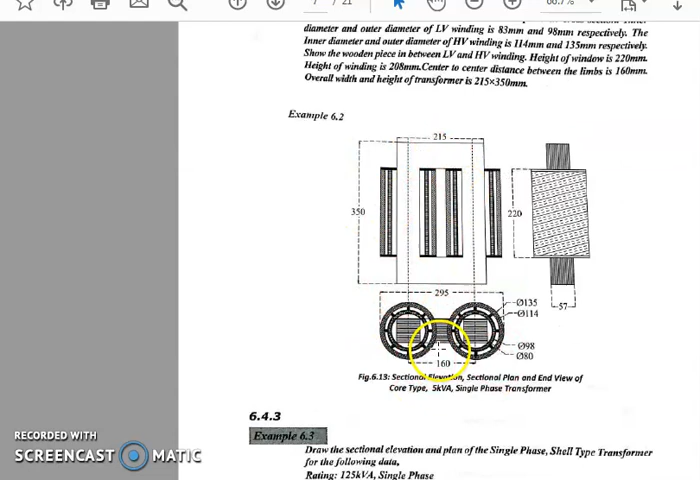 7 / 21
66.7%
diameter and outer diameter of LV winding is 83mm and 98mm respectively. The
Inner diameter and outer diameter of HV winding is 114mm and 135mm respectively.
Show the wooden piece in between LV and HV winding. Height of window is 220mm.
Height of winding is 208mm.Center to center distance between the limbs is 160mm.
Overall width and height of transformer is 215×350mm.
Example 6.2
215
350
220
295
Ø135
Ø114
57
Ø98
Ø80
160
Fig.6.13: Sectional Elevation, Sectional Plan and End View of
Core Type, 5kVA, Single Phase Transformer
6.4.3
Example 6.3
Draw the sectional elevation and plan of the Single Phase, Shell Type Transformer
for the following data,
Rating: 125kVA, Single Phase
RECORDED WITH
SCREENCAST MATIC